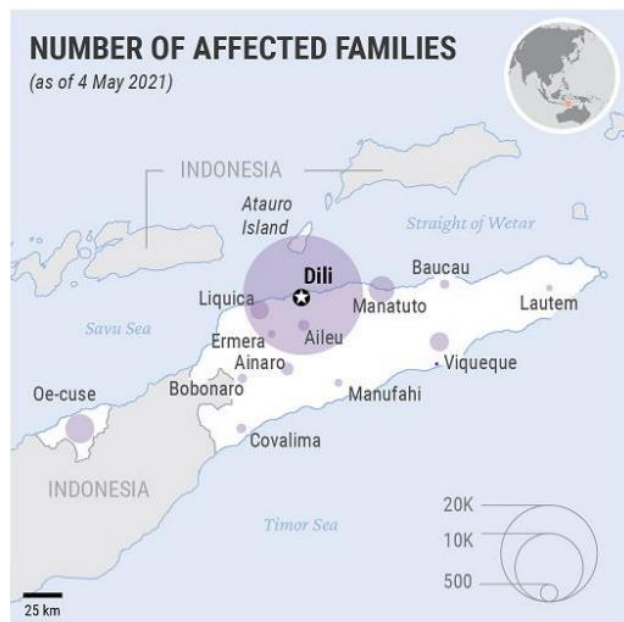 NUMBER OF AFFECTED FAMILIES
(as of 4 May 2021)
INDONESIA
Atauro
Island
Straight of Wetar
Dili
Baucau
Liquica
Manatuto
Lautem
Savu Sea
Ermera
Aileu
Ainaro
Viqueque
Oe-cuse
Bobonaro
Manufahi
Covalima
INDONESIA
20K
Timor Sea
10K
500
25 km